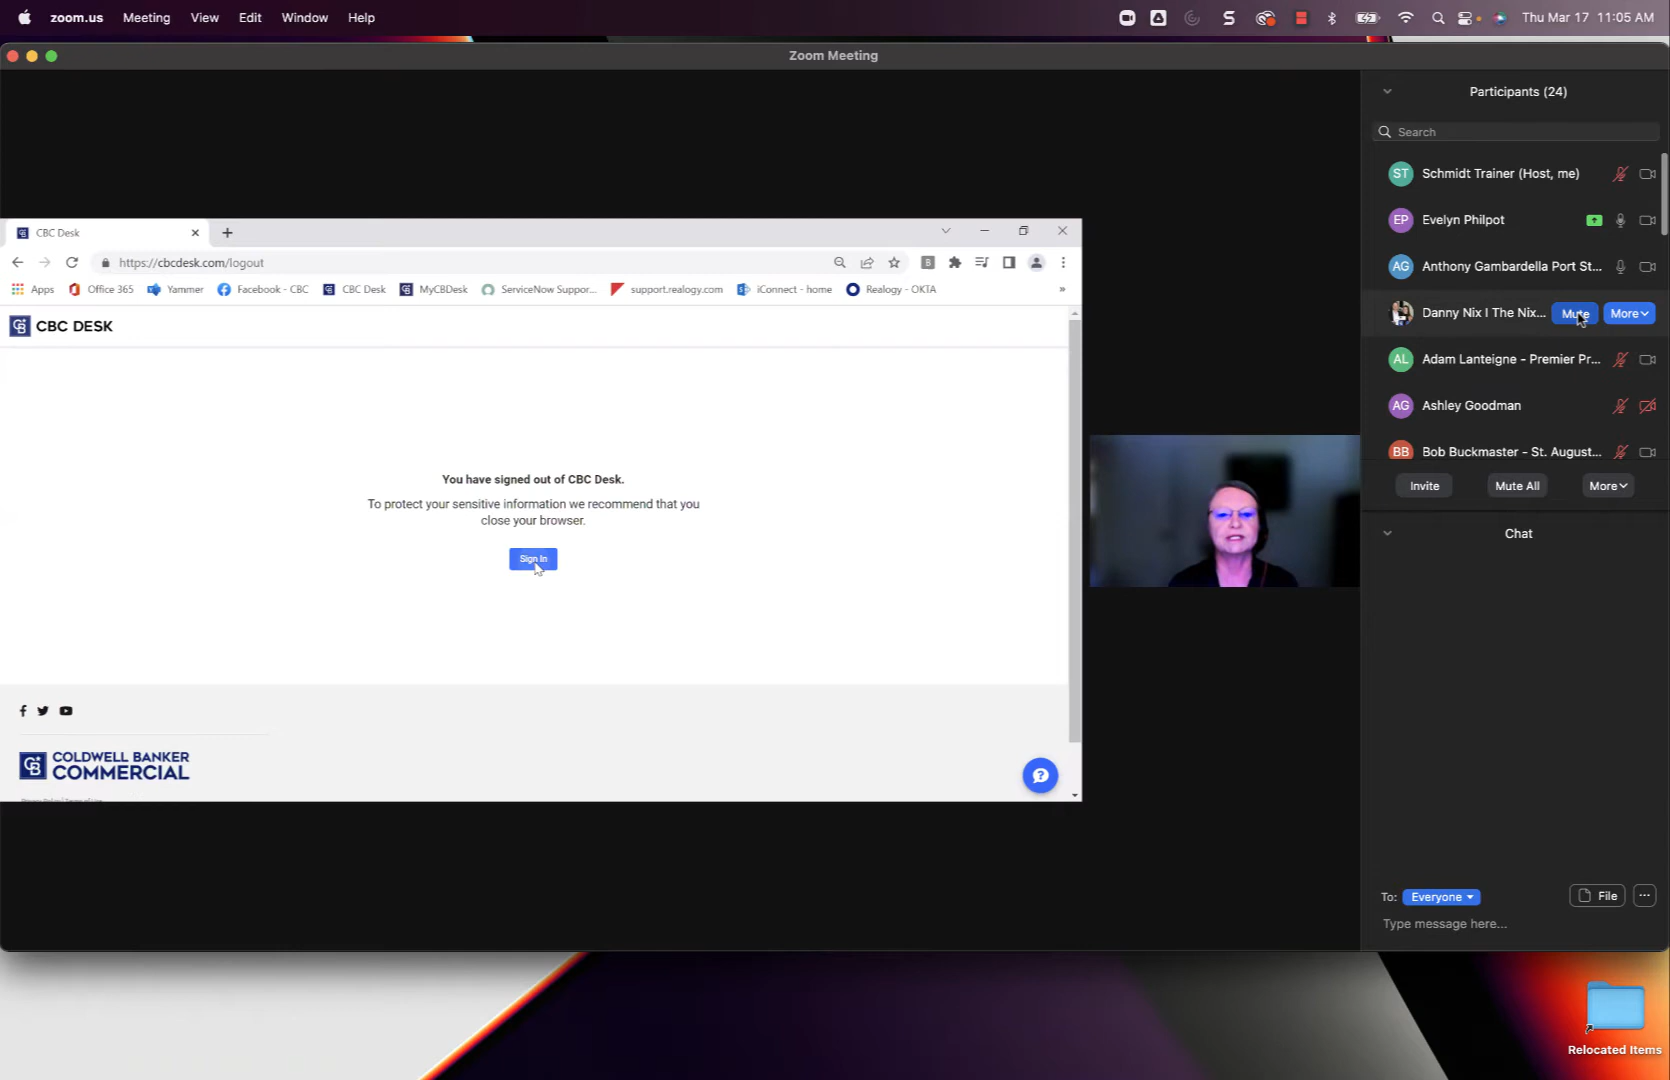 zoom.us Meeting View Edit Window Help
Thu Mar 17 11:05 AM
Zoom Meeting
CBC Desk
https://cbcdesk.com/logout
Apps Office 365 Yammer Facebook - CBC CBC Desk MyCBDesk ServiceNow Suppor... support.realogy.com iConnect - home Realogy - OKTA »
CBC DESK
You have signed out of CBC Desk.
To protect your sensitive information we recommend that you
close your browser.
Sign In
COLDWELL BANKER
COMMERCIAL
Privacy Policy | Terms of Use
Participants (24)
Search
ST Schmidt Trainer (Host, me)
EP Evelyn Philpot
AG Anthony Gambardella Port St...
Danny Nix I The Nix... Mute More
AL Adam Lanteigne - Premier Pr...
AG Ashley Goodman
BB Bob Buckmaster - St. August...
Invite Mute All More
Chat
To: Everyone File ...
Type message here...
Relocated Items